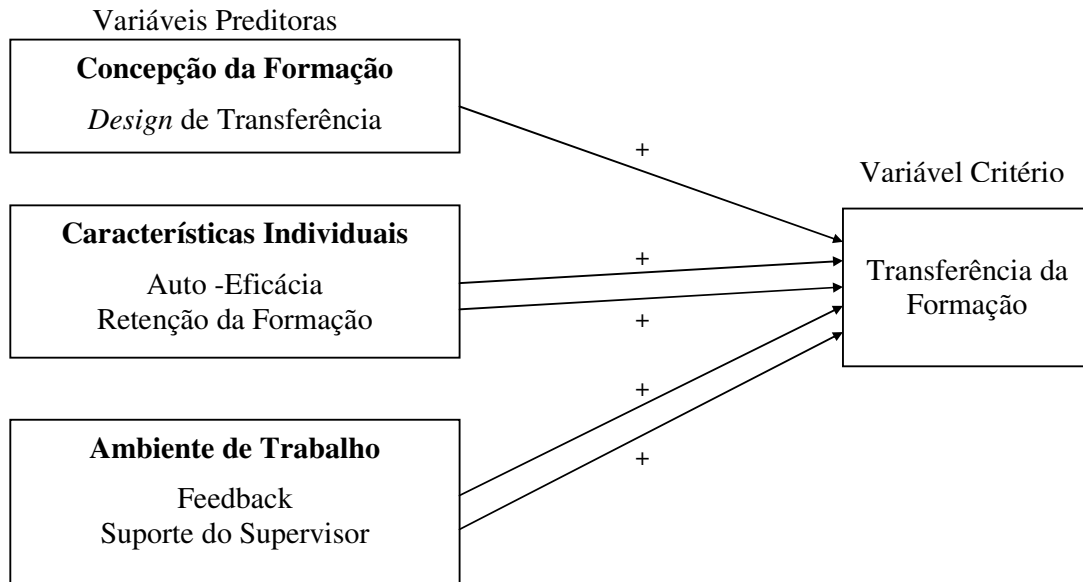 Variáveis Preditoras
Concepção da Formação
Design de Transferência
+
Variável Critério
Características Individuais
Auto -Eficácia
Retenção da Formação
+
+
Transferência da
Formação
+
Ambiente de Trabalho
+
Feedback
Suporte do Supervisor